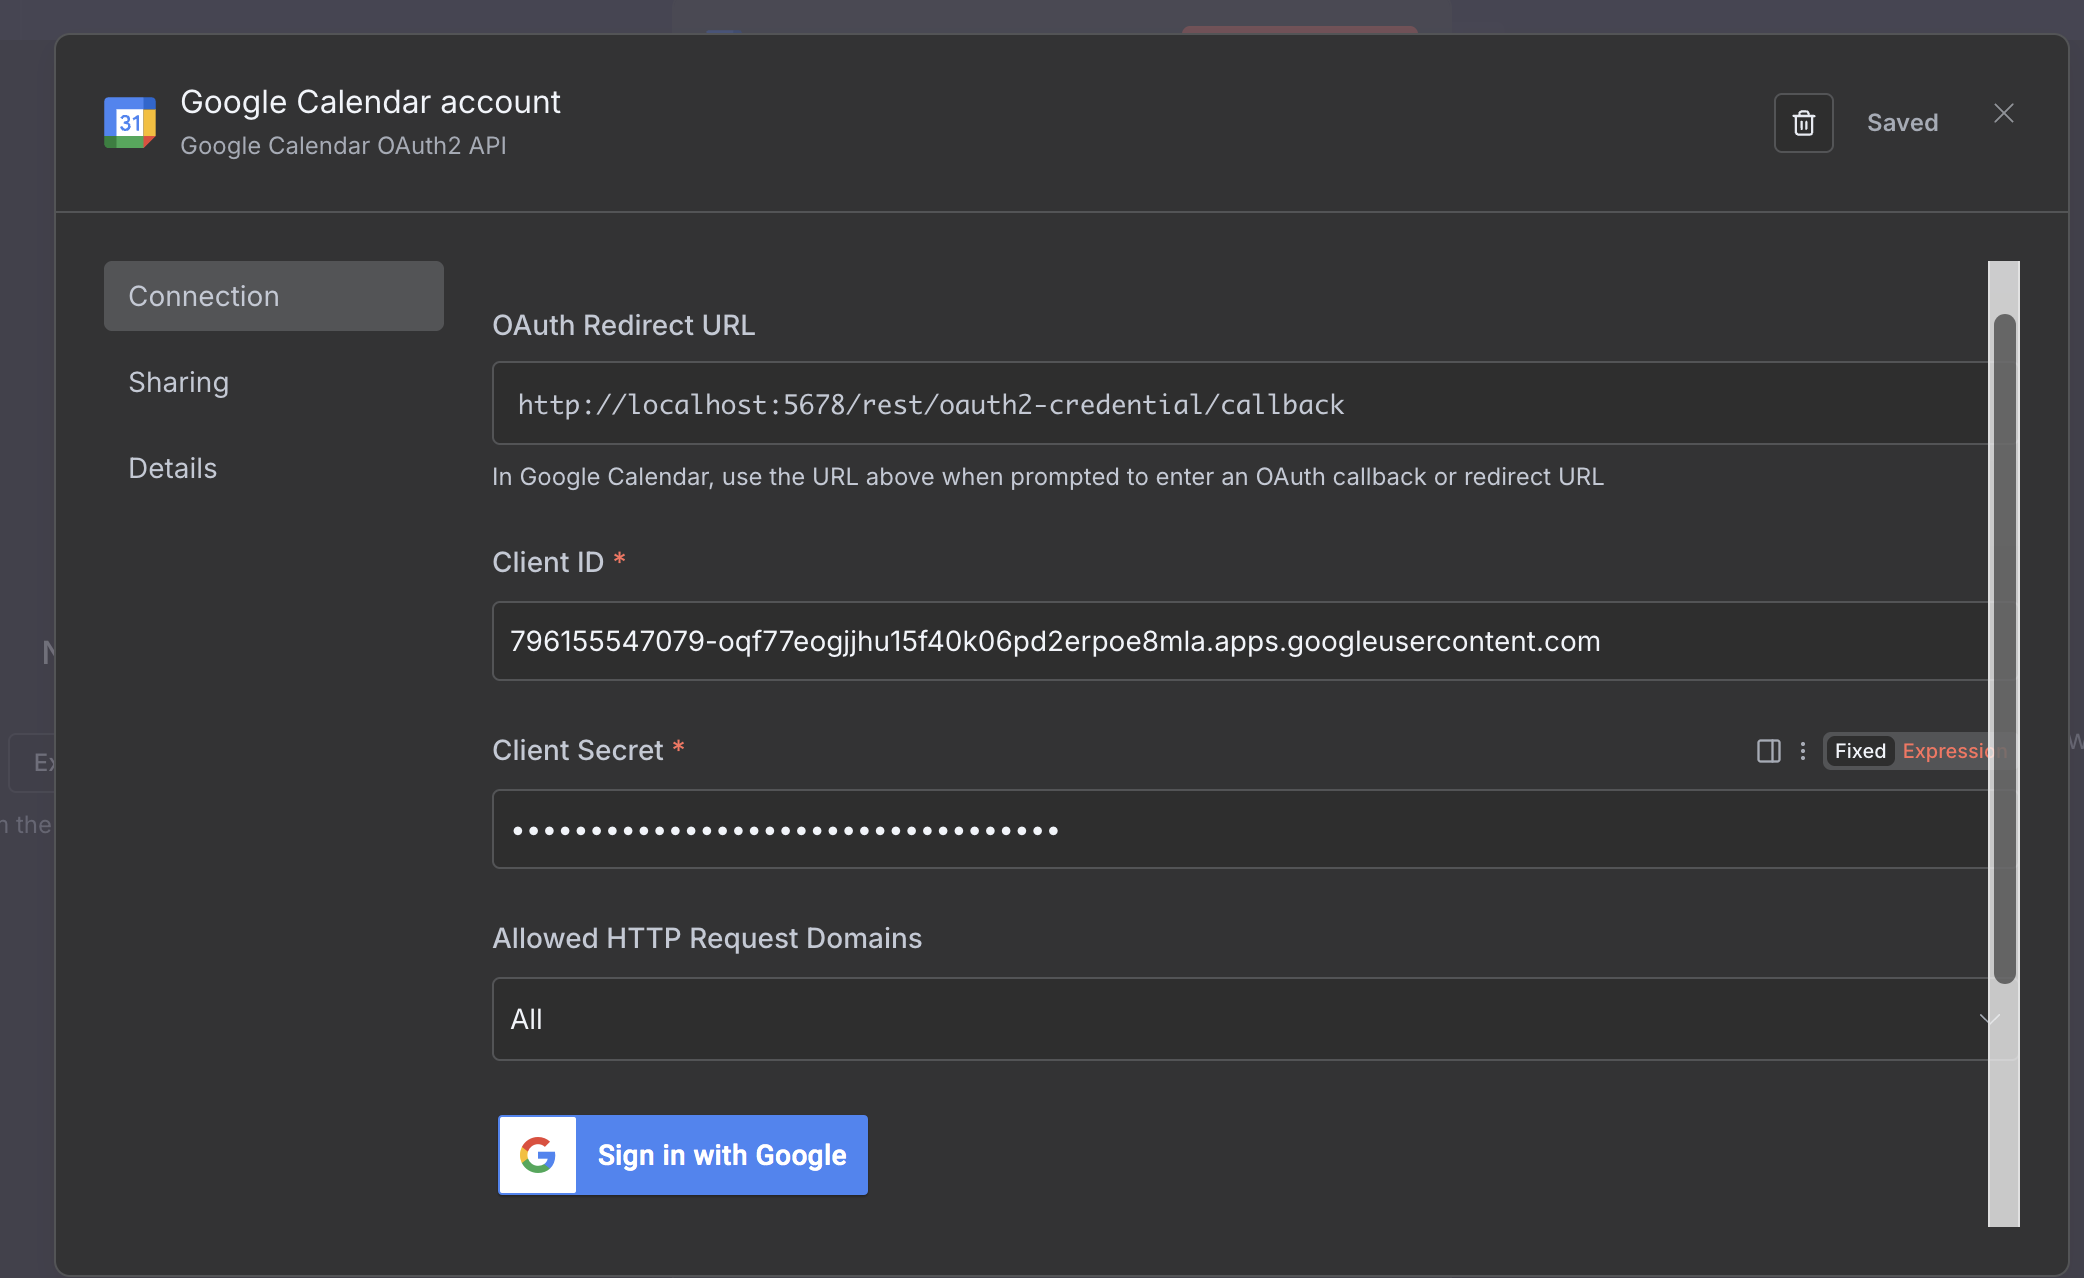 31
Google Calendar account
Google Calendar OAuth2 API
Saved
Connection
Sharing
Details
OAuth Redirect URL
http://localhost:5678/rest/oauth2-credential/callback
In Google Calendar, use the URL above when prompted to enter an OAuth callback or redirect URL
Client ID *
796155547079-oqf77eogjjhu15f40k06pd2erpoe8mla.apps.googleusercontent.com
Client Secret *
Fixed Expression
•••••••••••••••••••••••••••••••••••
Allowed HTTP Request Domains
All
Sign in with Google
the